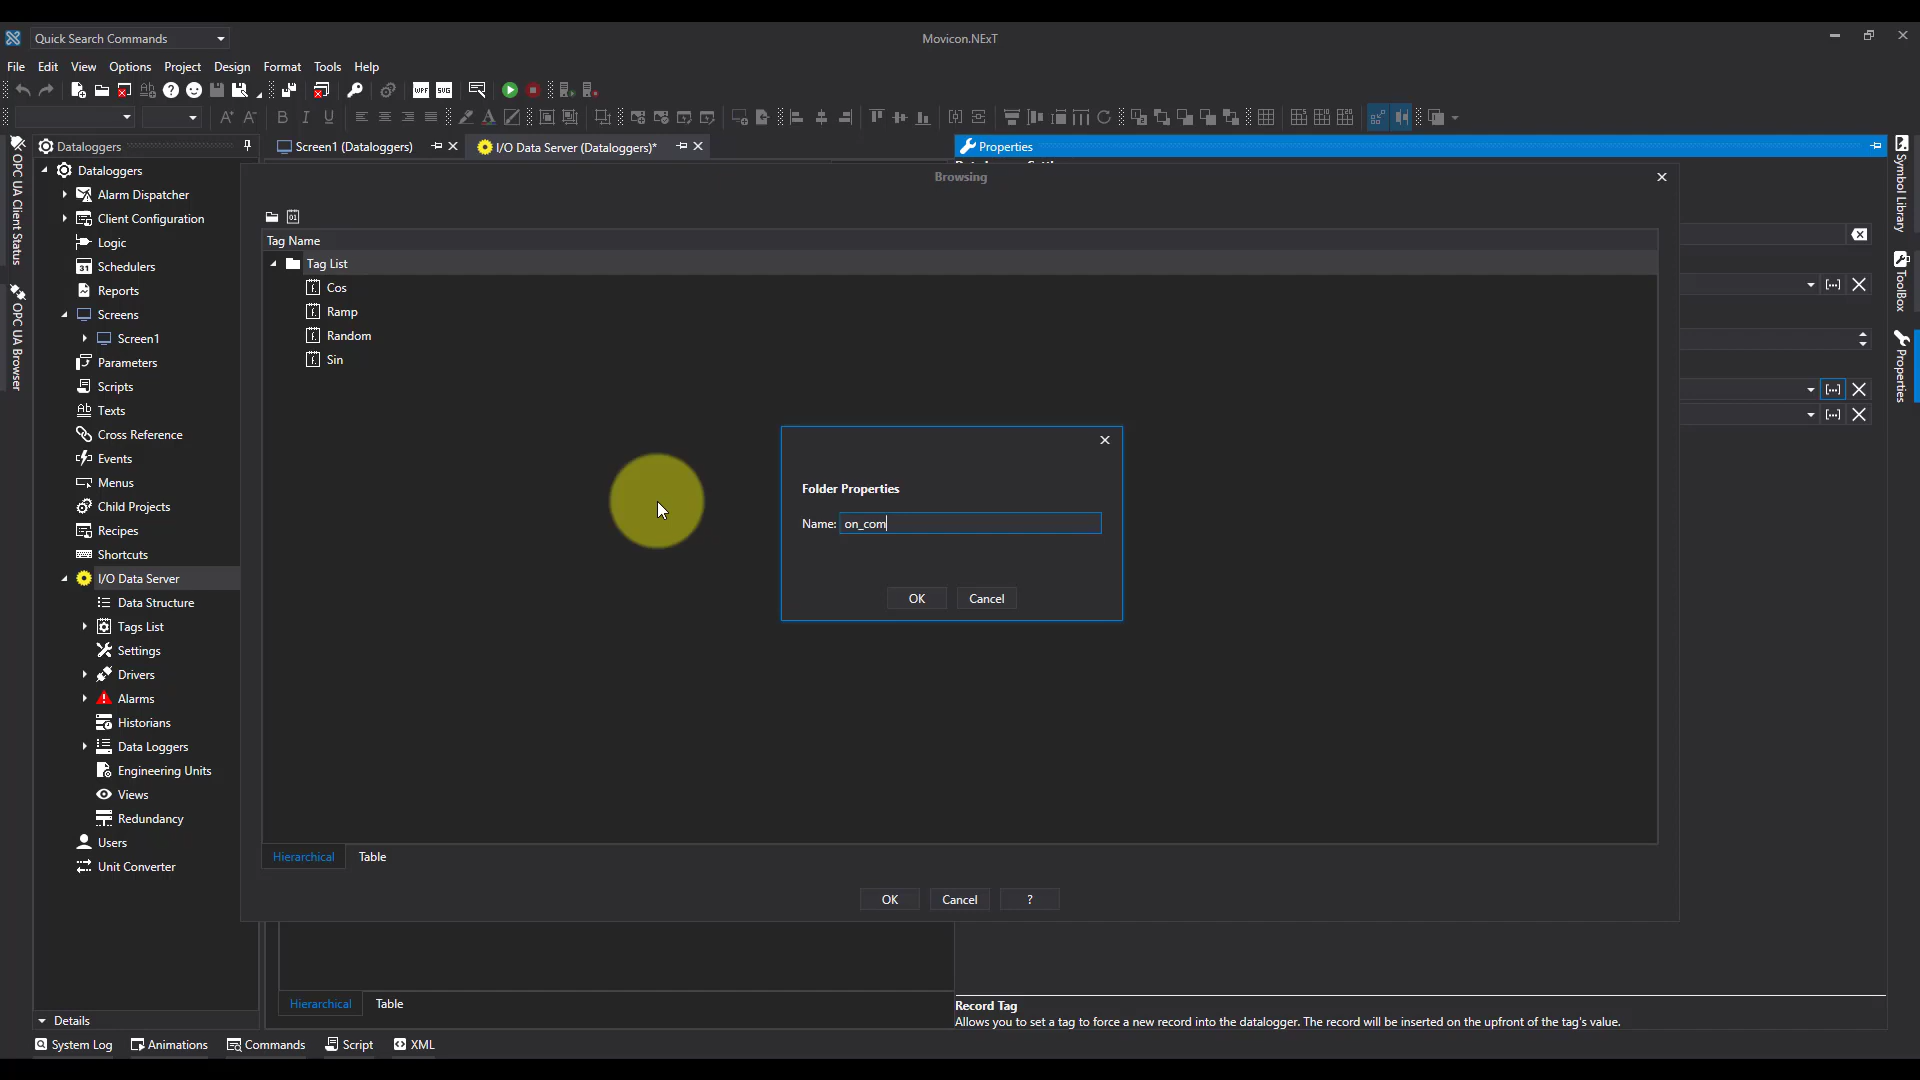 Quick Search Commands
Movicon.NExT
File Edit View Options Project Design Format Tools Help
Dataloggers
Screen1 (Dataloggers)
I/O Data Server (Dataloggers)*
Properties
Dataloggers
Alarm Dispatcher
Client Configuration
Logic
Schedulers
Reports
Screens
Screen1
Parameters
Scripts
Texts
Cross Reference
Events
Menus
Child Projects
Recipes
Shortcuts
I/O Data Server
Data Structure
Tags List
Settings
Drivers
Alarms
Historians
Data Loggers
Engineering Units
Views
Redundancy
Users
Unit Converter
Details
OPC UA Client Status
OPC UA Browser
Browsing
Tag Name
Tag List
Cos
Ramp
Random
Sin
Folder Properties
Name: on_com
OK Cancel
Hierarchical Table
OK Cancel ?
Hierarchical Table
Record Tag
Allows you to set a tag to force a new record into the datalogger. The record will be inserted on the upfront of the tag's value.
Symbol Library
ToolBox
Properties
System Log Animations Commands Script XML